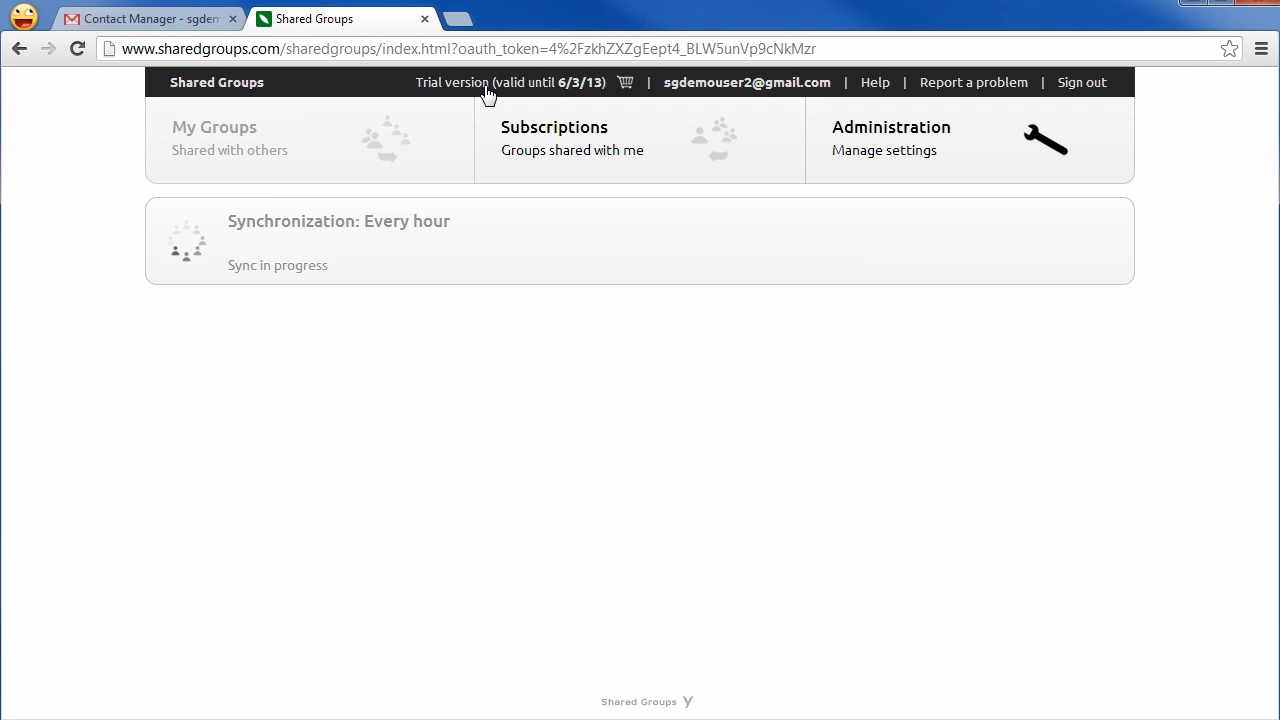 Contact Manager - sgdem
Shared Groups
www.sharedgroups.com/sharedgroups/index.html?oauth_token=4%2FzkhZXZgEept4_BLW5unVp9cNkMzr
Shared Groups Trial version (valid until 6/3/13) | sgdemouser2@gmail.com | Help | Report a problem | Sign out
My Groups
Shared with others
Subscriptions
Groups shared with me
Administration
Manage settings
Synchronization: Every hour
Sync in progress
Shared Groups Y